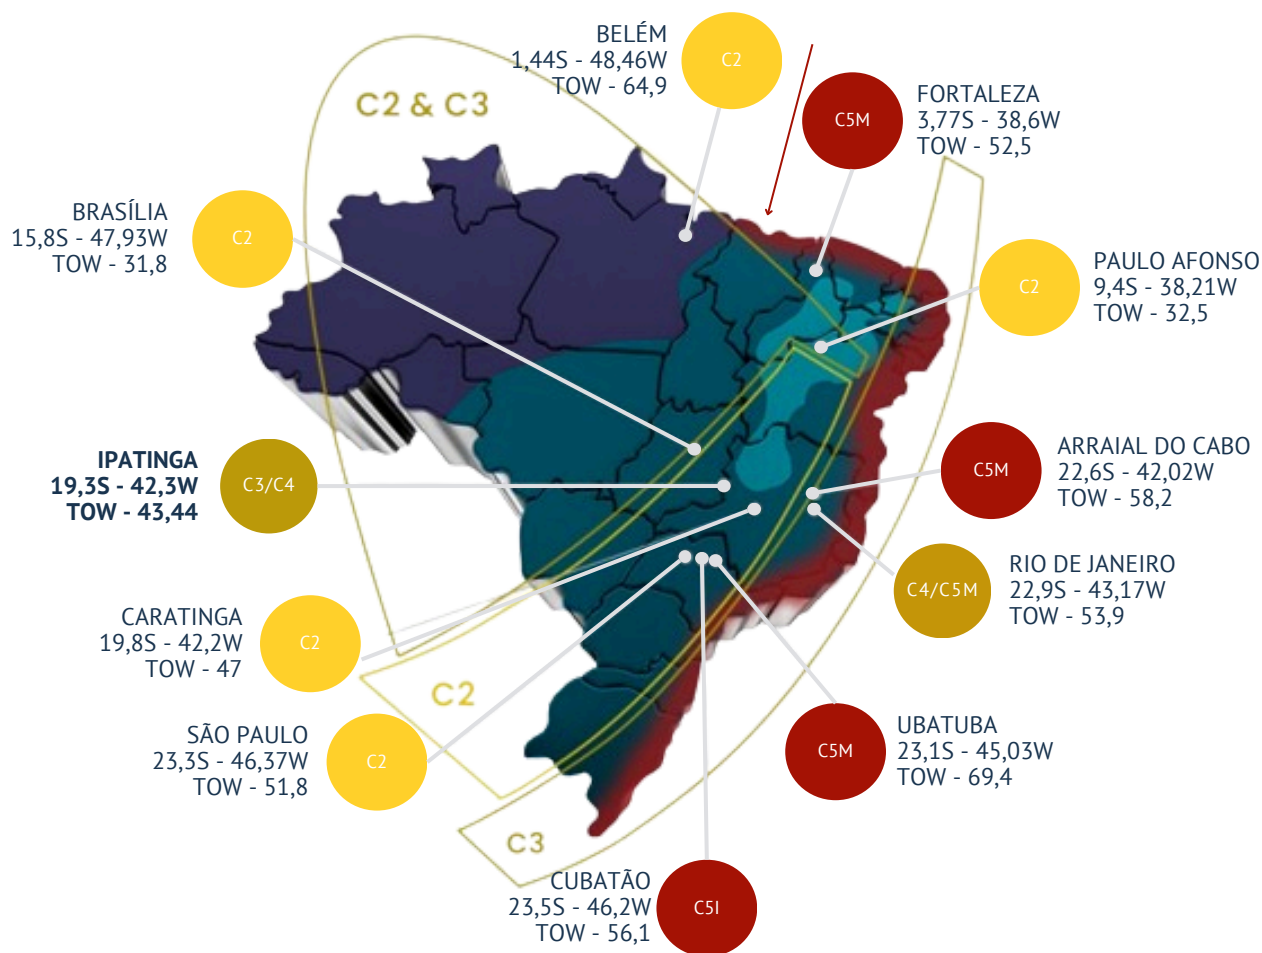 BELÉM
1,44S - 48,46W
TOW - 64,9
C2
C2 & C3
C5M
FORTALEZA
3,77S - 38,6W
TOW - 52,5
BRASÍLIA
15,8S - 47,93W
TOW - 31,8
C2
C2
PAULO AFONSO
9,4S - 38,21W
TOW - 32,5
IPATINGA
19,3S - 42,3W
TOW - 43,44
C3/C4
C5M
ARRAIAL DO CABO
22,6S - 42,02W
TOW - 58,2
C4/C5M
RIO DE JANEIRO
22,9S - 43,17W
TOW - 53,9
CARATINGA
19,8S - 42,2W
TOW - 47
C2
C2
SÃO PAULO
23,3S - 46,37W
TOW - 51,8
C2
C5M
UBATUBA
23,1S - 45,03W
TOW - 69,4
C3
CUBATÃO
23,5S - 46,2W
TOW - 56,1
C5I